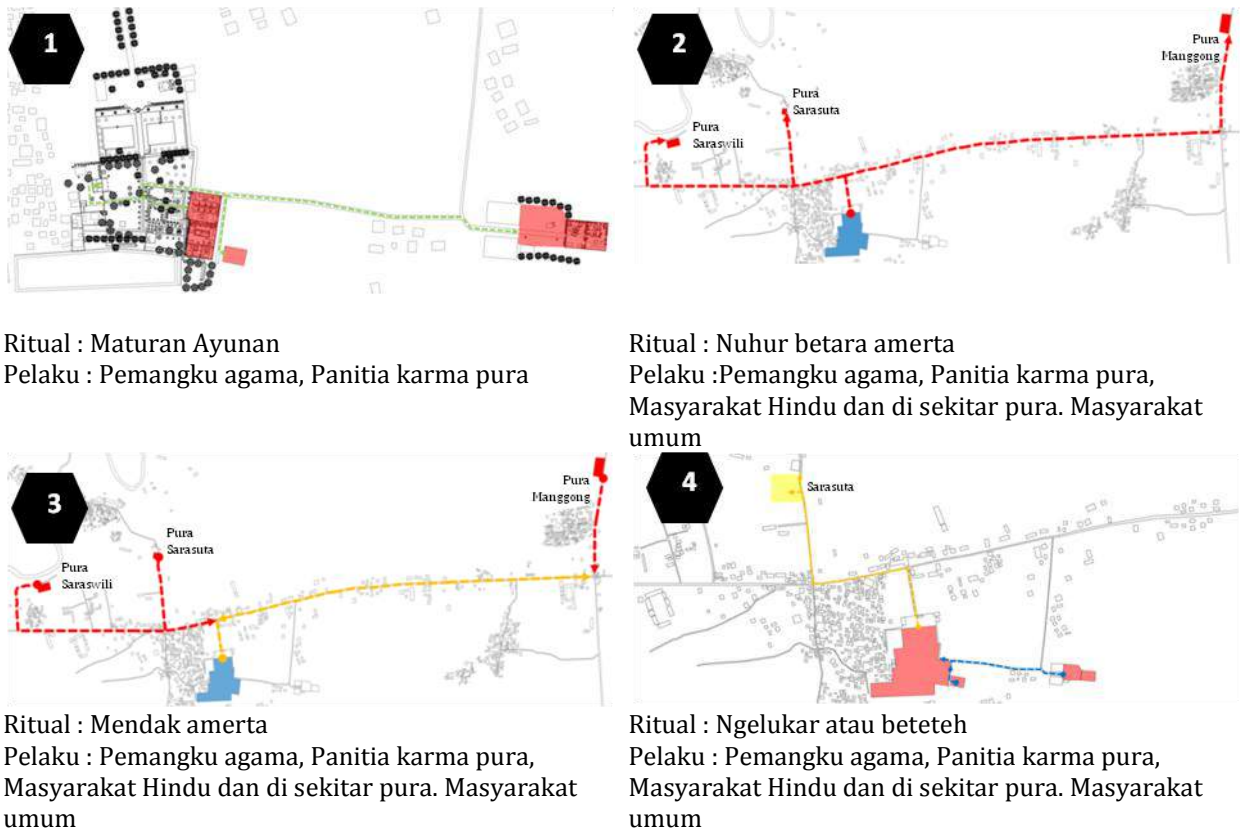 1
Ritual : Maturan Ayunan
Pelaku : Pemangku agama, Panitia karma pura
2
Pura
Manggong
Pura
Sarasuta
Pura
Saraswili
Ritual : Nuhur betara amerta
Pelaku :Pemangku agama, Panitia karma pura,
Masyarakat Hindu dan di sekitar pura. Masyarakat
umum
3
Pura
Manggong
Pura
Sarasuta
Pura
Saraswili
Ritual : Mendak amerta
Pelaku : Pemangku agama, Panitia karma pura,
Masyarakat Hindu dan di sekitar pura. Masyarakat
umum
4
Sarasuta
Ritual : Ngelukar atau beteteh
Pelaku : Pemangku agama, Panitia karma pura,
Masyarakat Hindu dan di sekitar pura. Masyarakat
umum